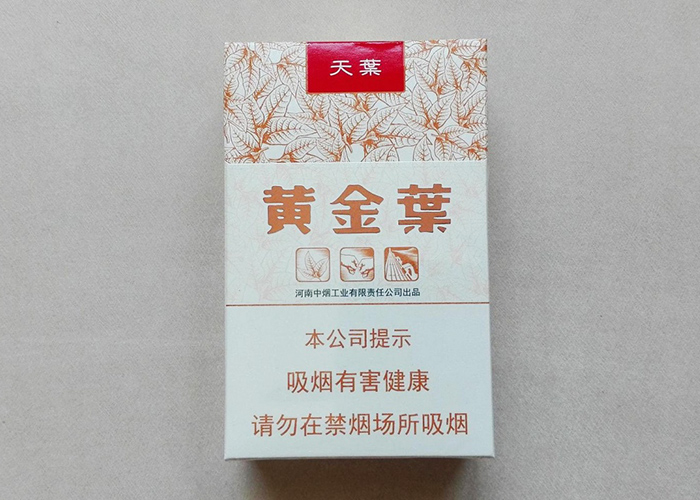 天葉
黄金葉
河南中烟工业有限责任公司出品
本公司提示
吸烟有害健康
请勿在禁烟场所吸烟